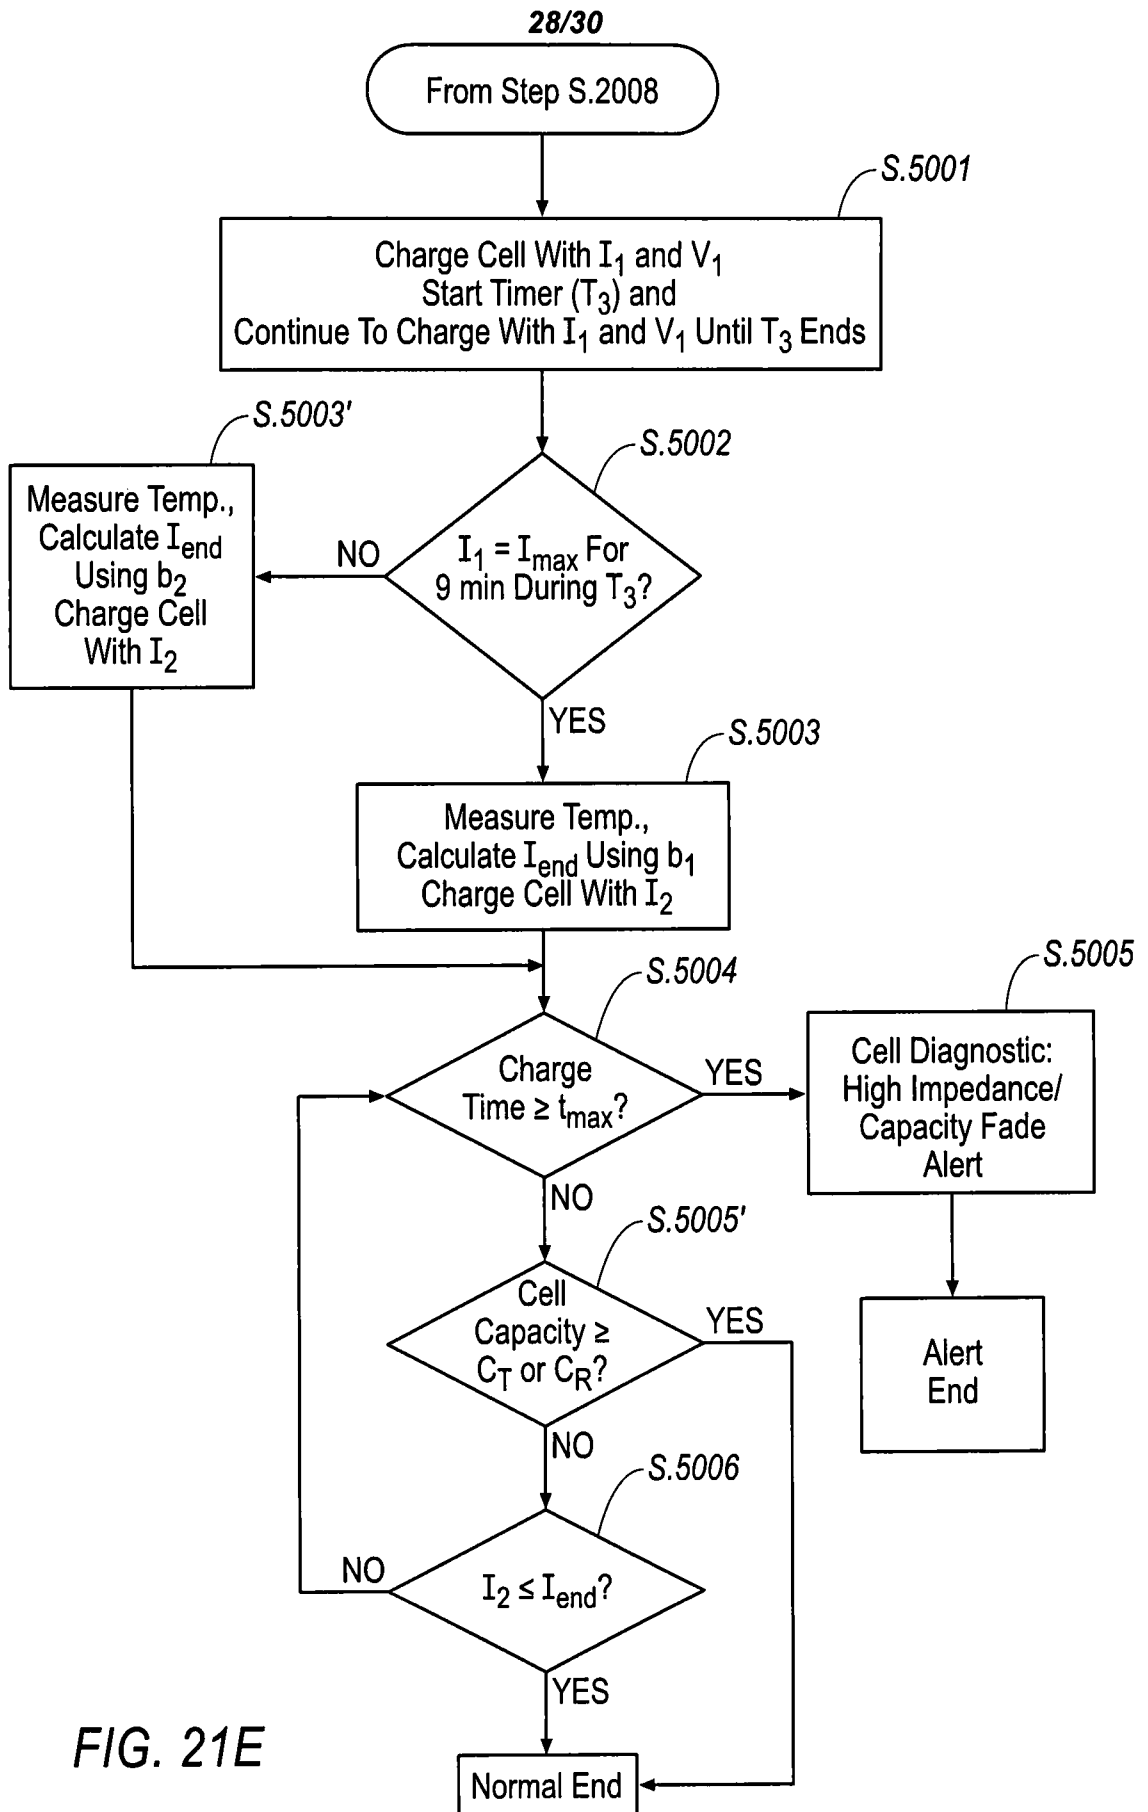 28/30
From Step S.2008
S.5001
Charge Cell With I₁ and V₁
Start Timer (T₃) and
Continue To Charge With I₁ and V₁ Until T₃ Ends
S.5003'
Measure Temp.,
Calculate Iend
Using b₂
Charge Cell
With I₂
S.5002
I₁ = Imax For
9 min During T₃?
NO
YES
S.5003
Measure Temp.,
Calculate Iend Using b₁
Charge Cell With I₂
S.5004
Charge
Time ≥ tmax?
YES
NO
S.5005
Cell Diagnostic:
High Impedance/
Capacity Fade
Alert
Alert
End
S.5005'
Cell
Capacity ≥
CT or CR?
YES
NO
S.5006
I₂ ≤ Iend?
NO
YES
Normal End
FIG. 21E